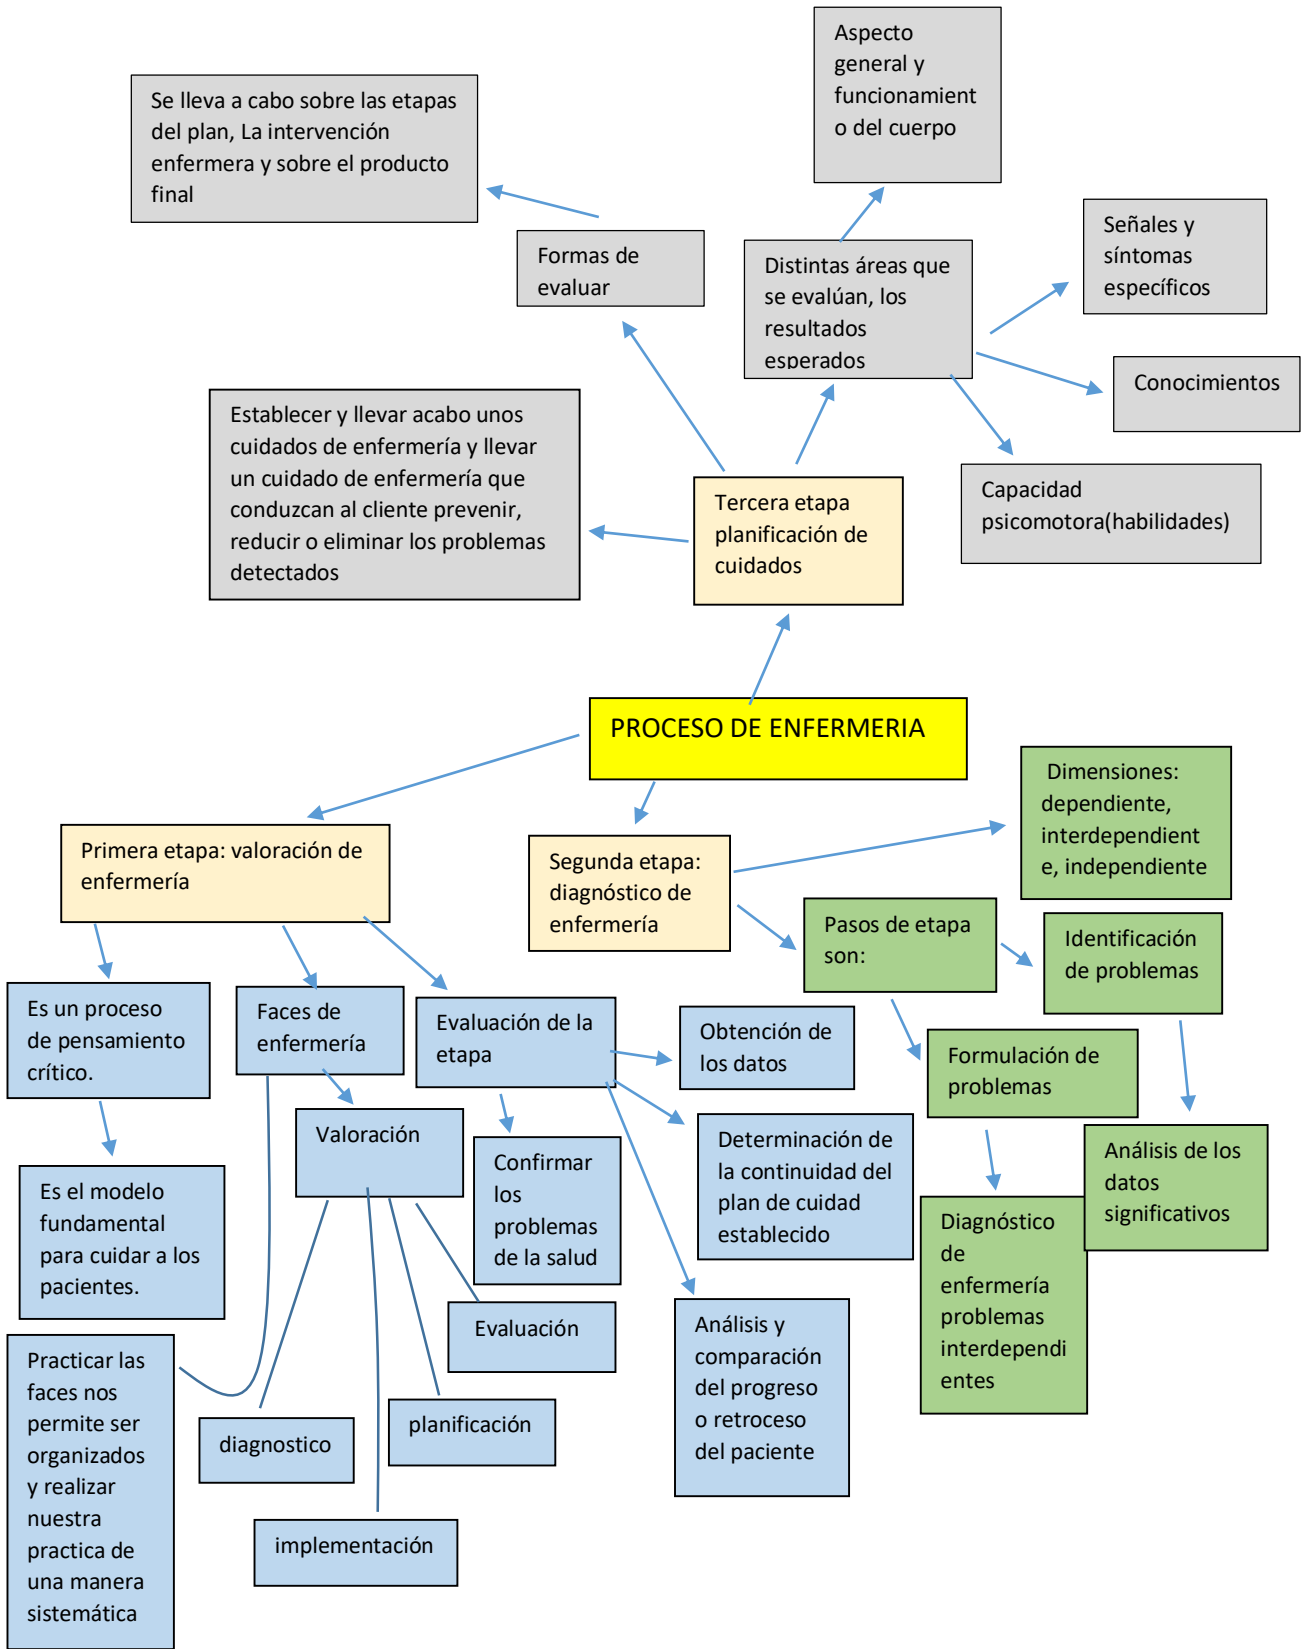 Aspecto
general y
funcionamient
o del cuerpo
Se lleva a cabo sobre las etapas
del plan, La intervención
enfermera y sobre el producto
final
Señales y
síntomas
específicos
Formas de
evaluar
Distintas áreas que
se evalúan, los
resultados
esperados
Conocimientos
Establecer y llevar acabo unos
cuidados de enfermería y llevar
un cuidado de enfermería que
conduzcan al cliente prevenir,
reducir o eliminar los problemas
detectados
Capacidad
psicomotora(habilidades)
Tercera etapa
planificación de
cuidados
PROCESO DE ENFERMERIA
Dimensiones:
dependiente,
interdependient
e, independiente
Primera etapa: valoración de
enfermería
Segunda etapa:
diagnóstico de
enfermería
Pasos de etapa
son:
Identificación
de problemas
Es un proceso
de pensamiento
crítico.
Faces de
enfermería
Evaluación de la
etapa
Obtención de
los datos
Formulación de
problemas
Valoración
Determinación de
la continuidad del
plan de cuidad
establecido
Análisis de los
datos
significativos
Confirmar
los
problemas
de la salud
Es el modelo
fundamental
para cuidar a los
pacientes.
Diagnóstico
de
enfermería
problemas
interdependi
entes
Evaluación
Análisis y
comparación
del progreso
o retroceso
del paciente
Practicar las
faces nos
permite ser
organizados
y realizar
nuestra
practica de
una manera
sistemática
planificación
diagnostico
implementación